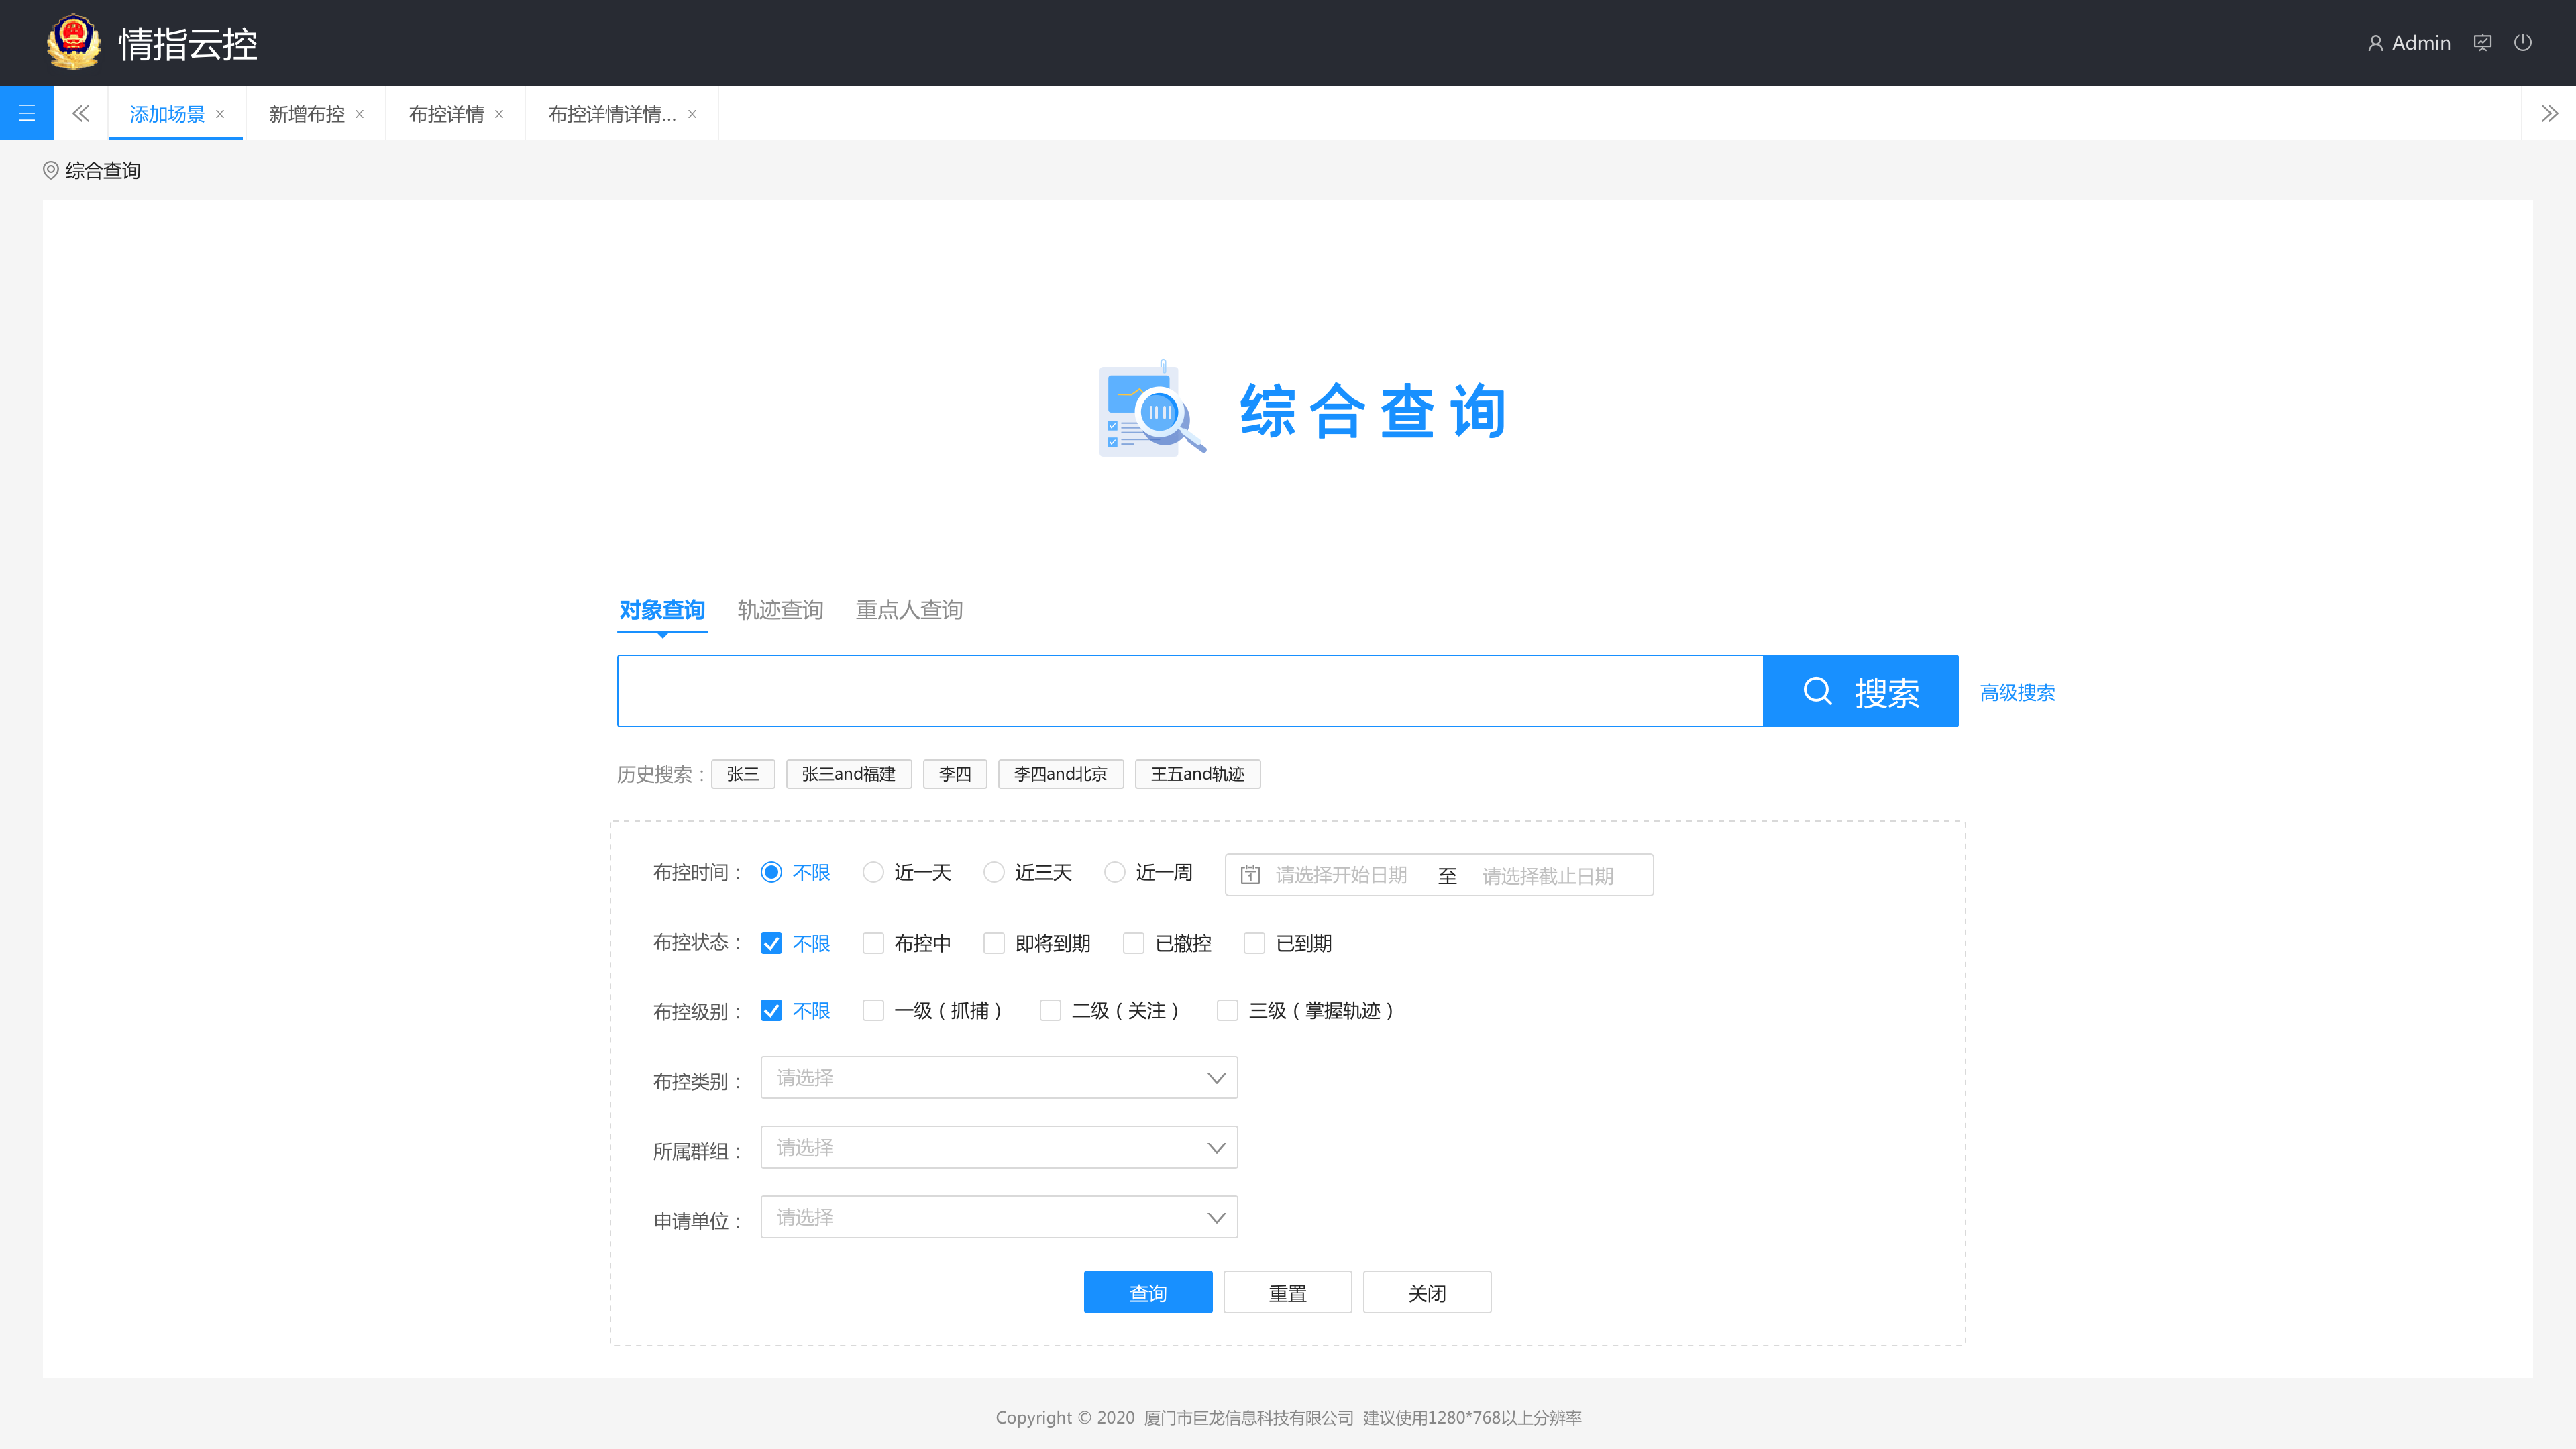 情指云控
Admin
添加场景 新增布控 布控详情 布控详情详情...
综合查询
综合查询
对象查询 轨迹查询 重点人查询
搜索 高级搜索
历史搜索： 张三 张三and福建 李四 李四and北京 王五and轨迹
布控时间： 不限 近一天 近三天 近一周 请选择开始日期 至 请选择截止日期
布控状态： 不限 布控中 即将到期 已撤控 已到期
布控级别： 不限 一级（抓捕） 二级（关注） 三级（掌握轨迹）
布控类别： 请选择
所属群组： 请选择
申请单位： 请选择
查询 重置 关闭
Copyright © 2020 厦门市巨龙信息科技有限公司 建议使用1280*768以上分辨率